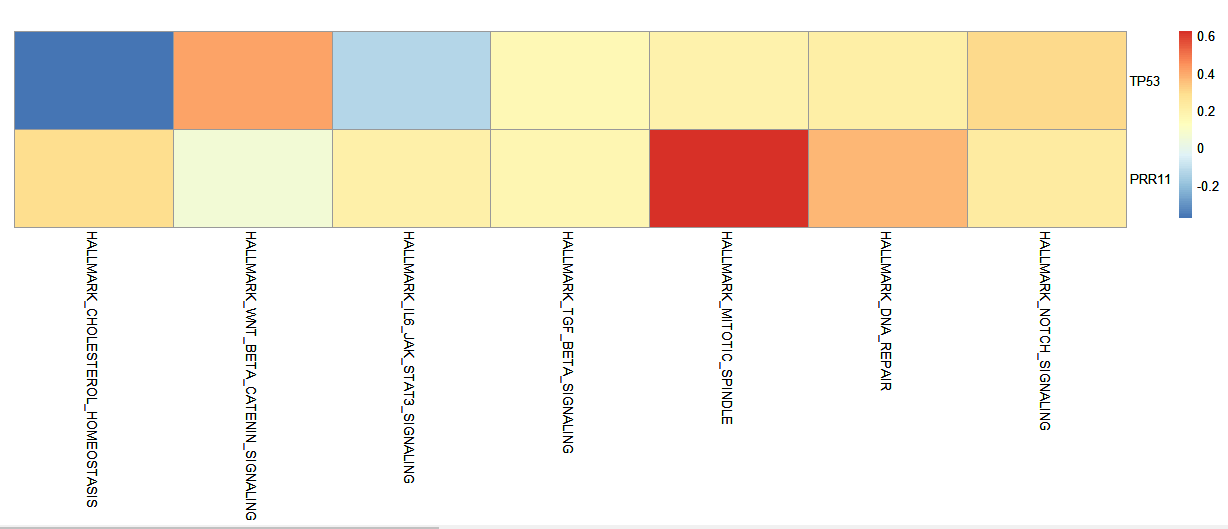 TP53
PRR11
0.6
0.4
0.2
0
-0.2
HALLMARK_CHOLESTEROL_HOMEOSTASIS
HALLMARK_WNT_BETA_CATENIN_SIGNALING
HALLMARK_IL6_JAK_STAT3_SIGNALING
HALLMARK_TGF_BETA_SIGNALING
HALLMARK_MITOTIC_SPINDLE
HALLMARK_DNA_REPAIR
HALLMARK_NOTCH_SIGNALING